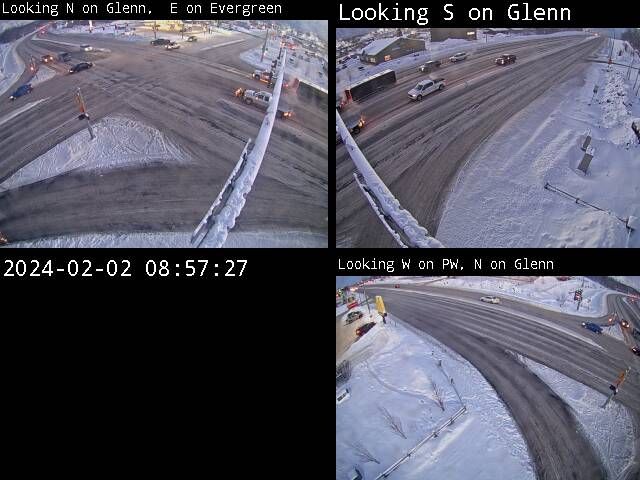 Looking N on Glenn, E on Evergreen
Looking S on Glenn
2024-02-02 08:57:27
Looking W on PW, N on Glenn